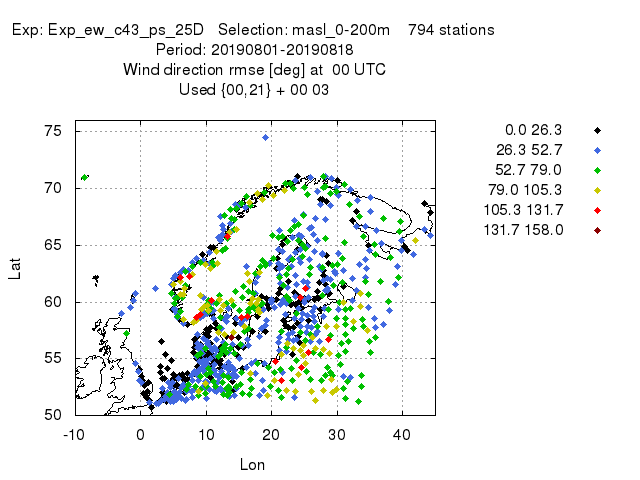 Exp: Exp_ew_c43_ps_25D Selection: masl_0-200m 794 stations
Period: 20190801-20190818
Wind direction rmse [deg] at 00 UTC
Used {00,21} + 00 03
0.0 26.3
26.3 52.7
52.7 79.0
79.0 105.3
105.3 131.7
131.7 158.0
75
70
65
60
55
50
Lat
-10 0 10 20 30 40
Lon